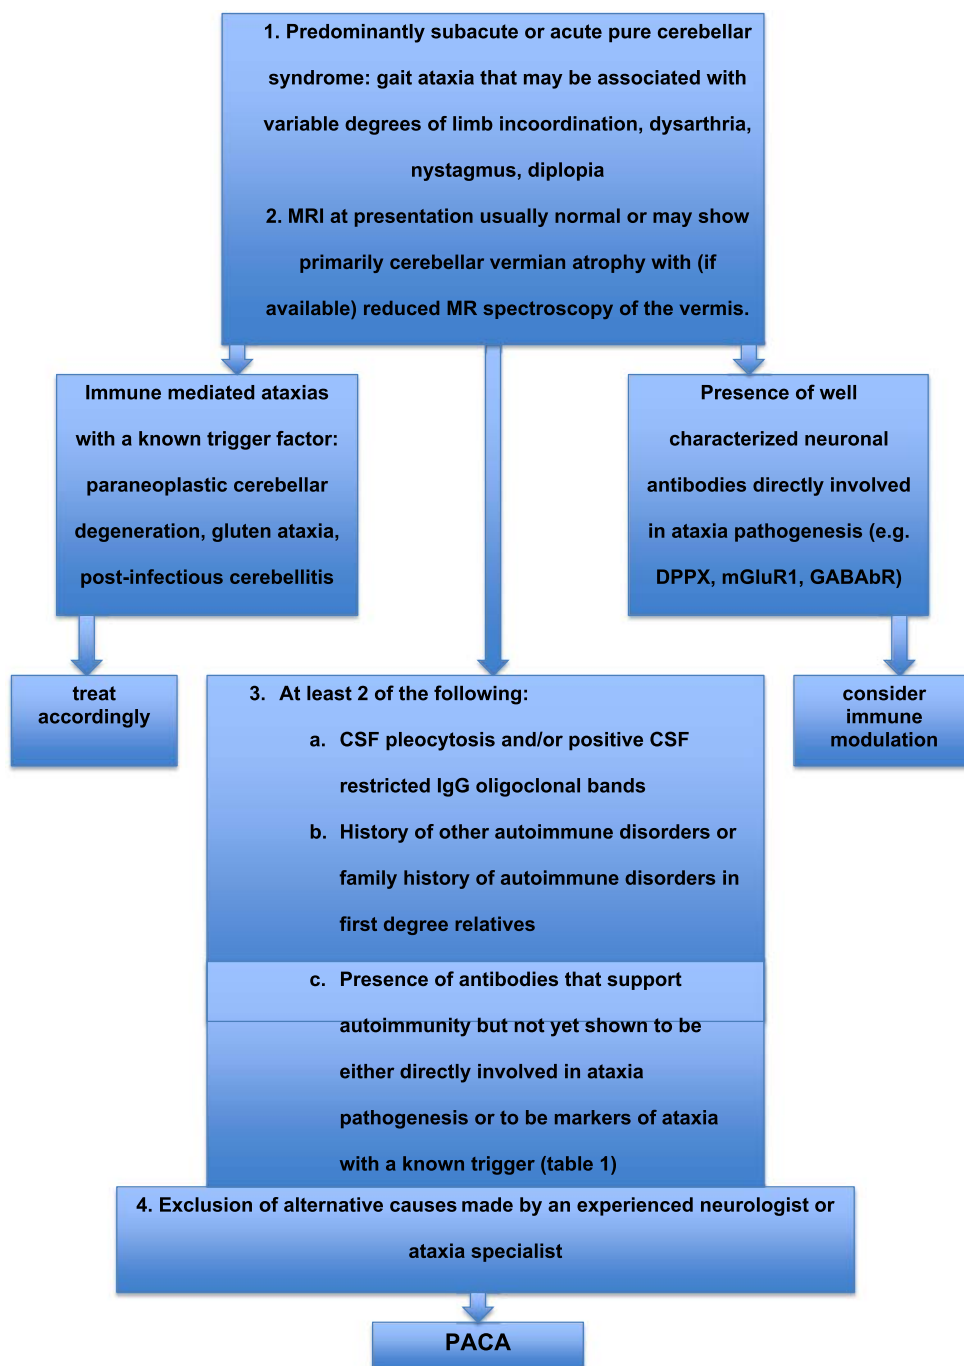 1. Predominantly subacute or acute pure cerebellar
syndrome: gait ataxia that may be associated with
variable degrees of limb incoordination, dysarthria,
nystagmus, diplopia
2. MRI at presentation usually normal or may show
primarily cerebellar vermian atrophy with (if
available) reduced MR spectroscopy of the vermis.
Immune mediated ataxias
with a known trigger factor:
paraneoplastic cerebellar
degeneration, gluten ataxia,
post-infectious cerebellitis
Presence of well
characterized neuronal
antibodies directly involved
in ataxia pathogenesis (e.g.
DPPX, mGluR1, GABAbR)
treat
accordingly
3. At least 2 of the following:
a. CSF pleocytosis and/or positive CSF
restricted IgG oligoclonal bands
b. History of other autoimmune disorders or
family history of autoimmune disorders in
first degree relatives
c. Presence of antibodies that support
autoimmunity but not yet shown to be
either directly involved in ataxia
pathogenesis or to be markers of ataxia
with a known trigger (table 1)
consider
immune
modulation
4. Exclusion of alternative causes made by an experienced neurologist or
ataxia specialist
PACA